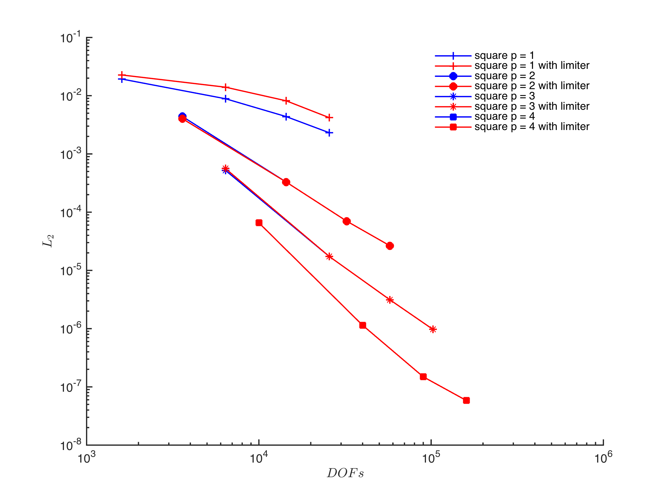 10^-1
10^-2
10^-3
10^-4
10^-5
10^-6
10^-7
10^-8
L_2
10^3
10^4
10^5
10^6
DOFs
square p = 1
square p = 1 with limiter
square p = 2
square p = 2 with limiter
square p = 3
square p = 3 with limiter
square p = 4
square p = 4 with limiter